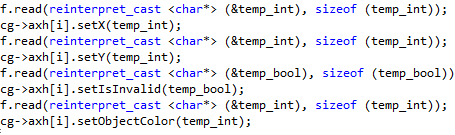 f.read(reinterpret_cast <char*> (&temp_int), sizeof (temp_int));
cg->axh[i].setX(temp_int);
f.read(reinterpret_cast <char*> (&temp_int), sizeof (temp_int));
cg->axh[i].setY(temp_int);
f.read(reinterpret_cast <char*> (&temp_bool), sizeof (temp_bool))
cg->axh[i].setIsInvalid(temp_bool);
f.read(reinterpret_cast <char*> (&temp_int), sizeof (temp_int));
cg->axh[i].setObjectColor(temp_int);